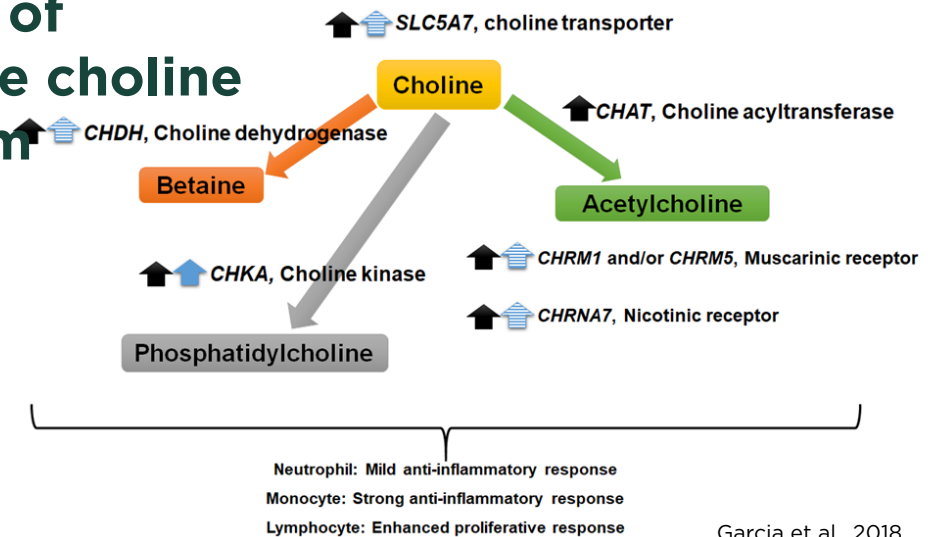 of
e choline
m
SLC5A7, choline transporter
Choline
CHDH, Choline dehydrogenase
CHAT, Choline acyltransferase
Betaine
Acetylcholine
CHRM1 and/or CHRM5, Muscarinic receptor
CHKA, Choline kinase
CHRNA7, Nicotinic receptor
Phosphatidylcholine
Neutrophil: Mild anti-inflammatory response
Monocyte: Strong anti-inflammatory response
Lymphocyte: Enhanced proliferative response
Garcia et al., 2018